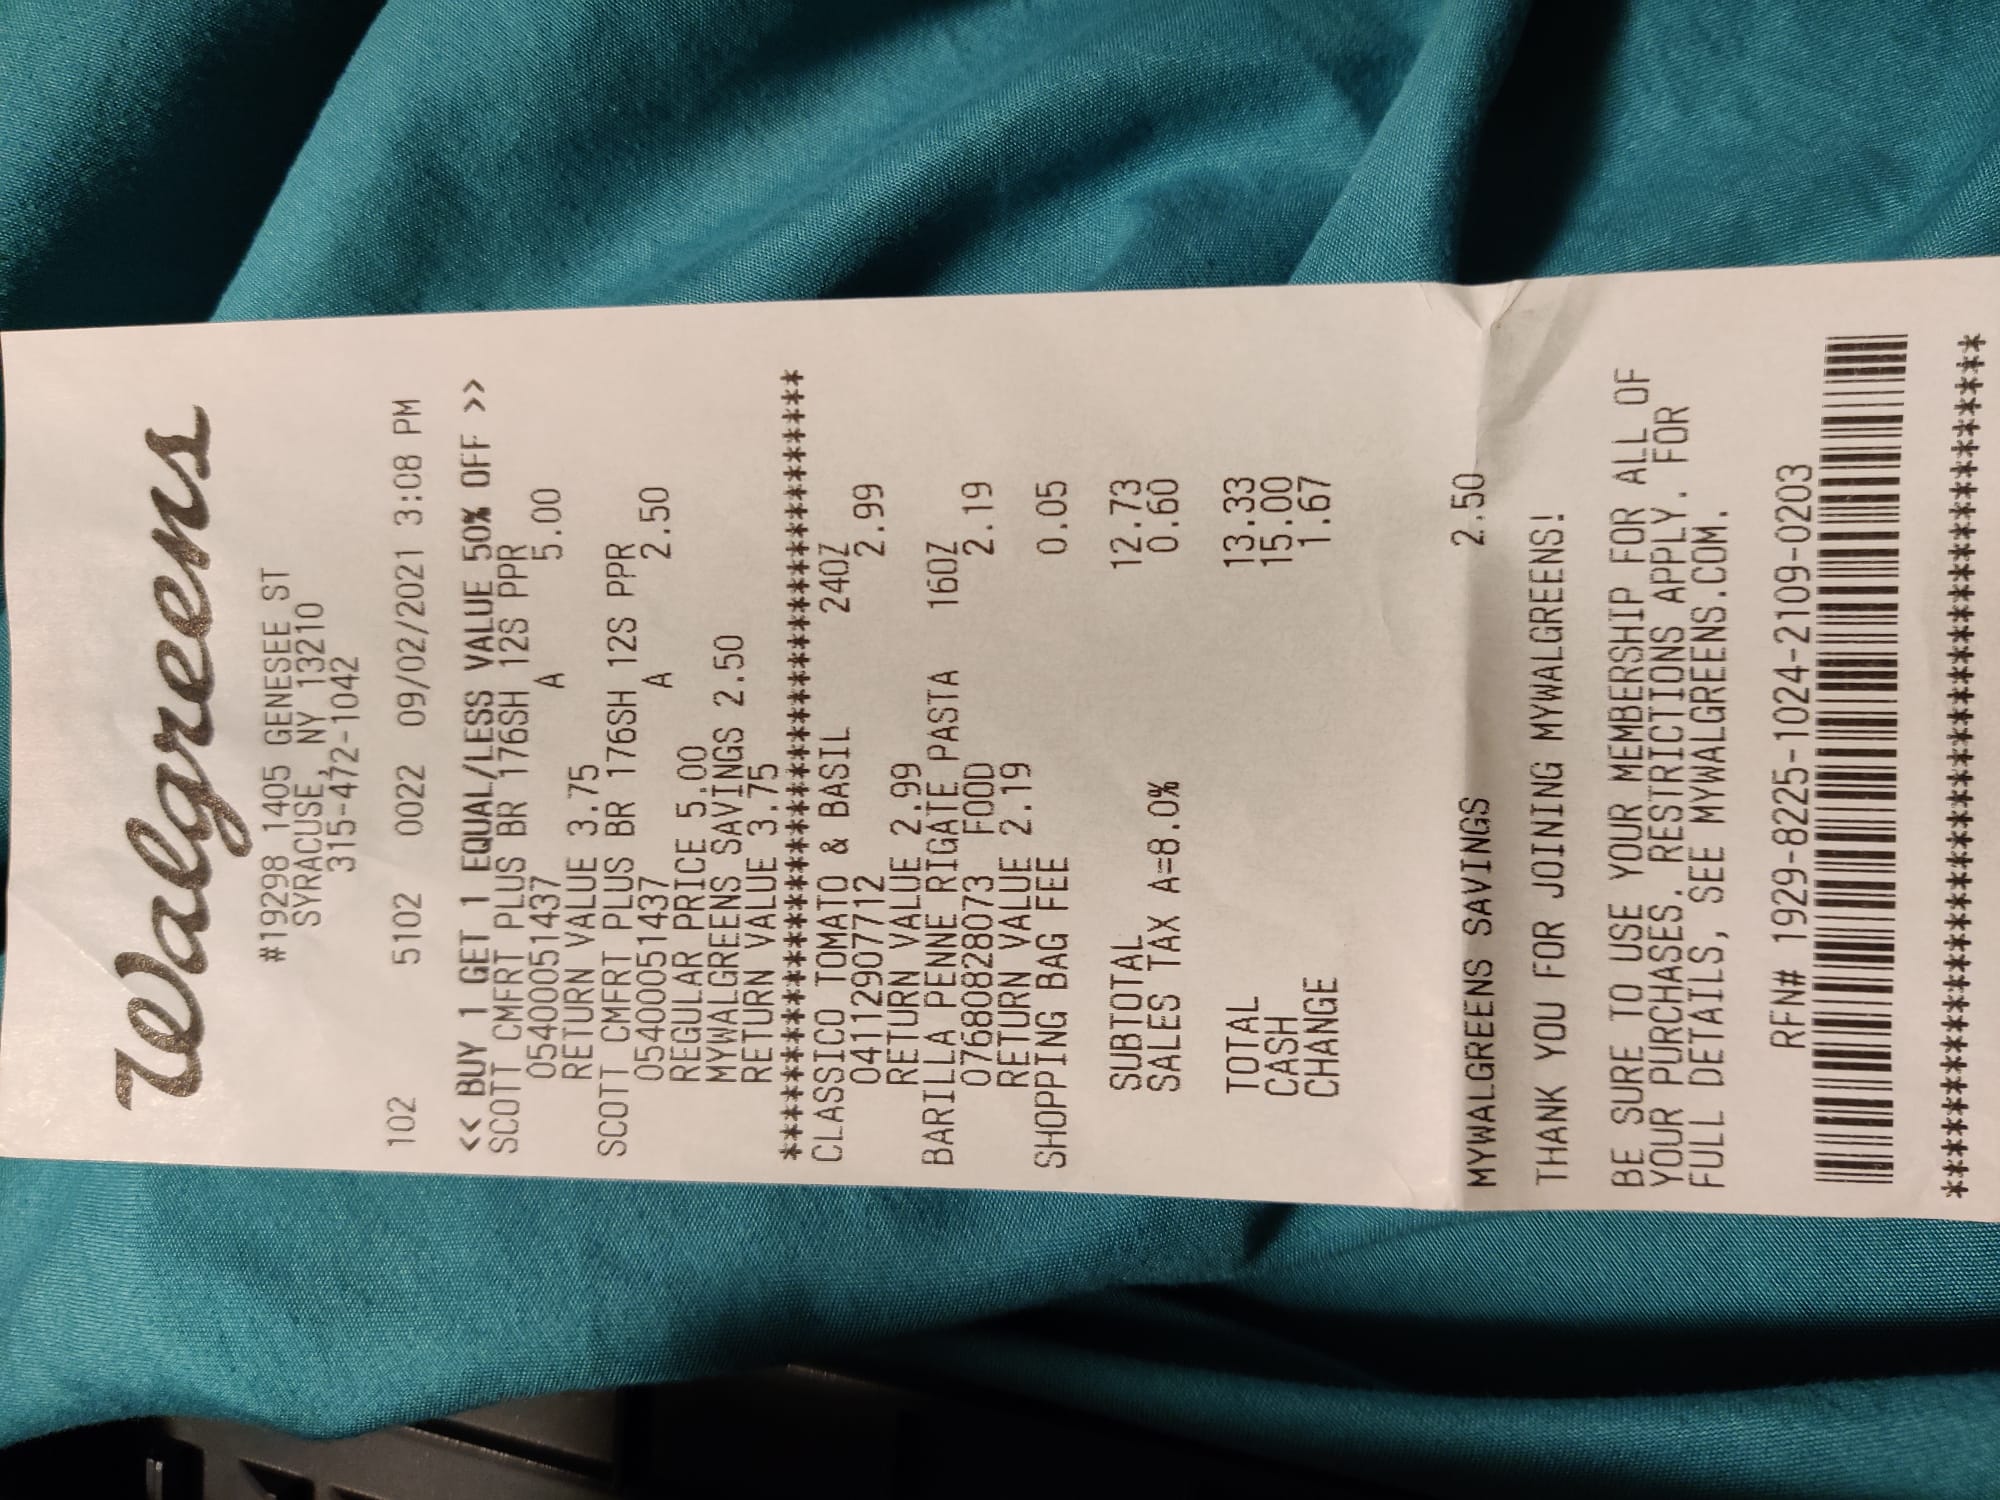 Walgreens
#19298 1405 GENESEE ST
SYRACUSE, NY 13210
315-472-1042
102 5102 0022 09/02/2021 3:08 PM
<< BUY 1 GET 1 EQUAL/LESS VALUE 50% OFF >>
SCOTT CMFRT PLUS BR 176SH 12S PPR
05400051437 A 5.00
RETURN VALUE 3.75
SCOTT CMFRT PLUS BR 176SH 12S PPR
05400051437 A 2.50
REGULAR PRICE 5.00
MYWALGREENS SAVINGS 2.50
RETURN VALUE 3.75
******************************************
CLASSICO TOMATO & BASIL 24OZ
04112907712 2.99
RETURN VALUE 2.99
BARILLA PENNE RIGATE PASTA 16OZ
07680828073 FOOD 2.19
RETURN VALUE 2.19
SHOPPING BAG FEE 0.05
SUBTOTAL 12.73
SALES TAX A=8.0% 0.60
TOTAL 13.33
CASH 15.00
CHANGE 1.67
MYWALGREENS SAVINGS 2.50
THANK YOU FOR JOINING MYWALGREENS!
BE SURE TO USE YOUR MEMBERSHIP FOR ALL OF
YOUR PURCHASES. RESTRICTIONS APPLY. FOR
FULL DETAILS, SEE MYWALGREENS.COM.
RFN# 1929-8225-1024-2109-0203
******************************************